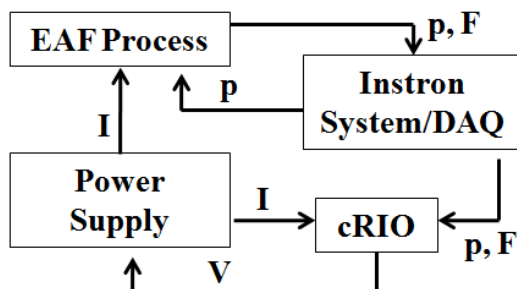 EAF Process
p, F
Instron
System/DAQ
p
I
Power
Supply
I
cRIO
p, F
V